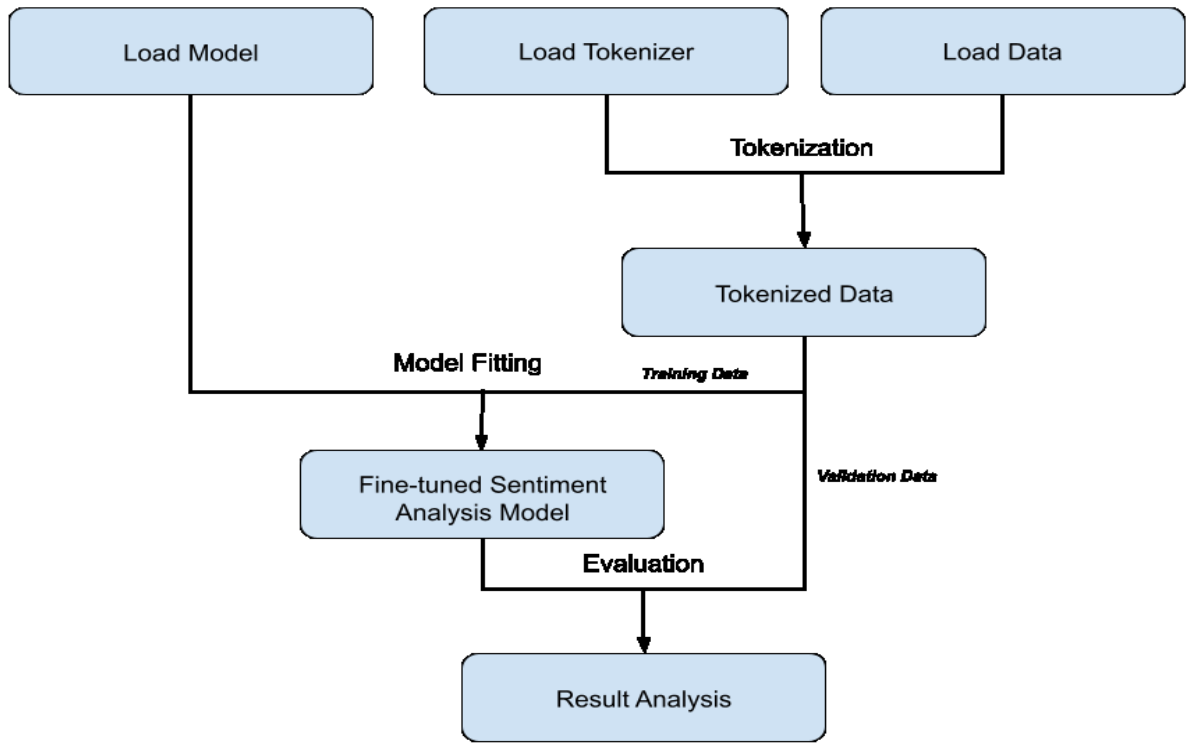 Load Model
Load Tokenizer
Load Data
Tokenization
Tokenized Data
Model Fitting
Training Data
Validation Data
Fine-tuned Sentiment
Analysis Model
Evaluation
Result Analysis